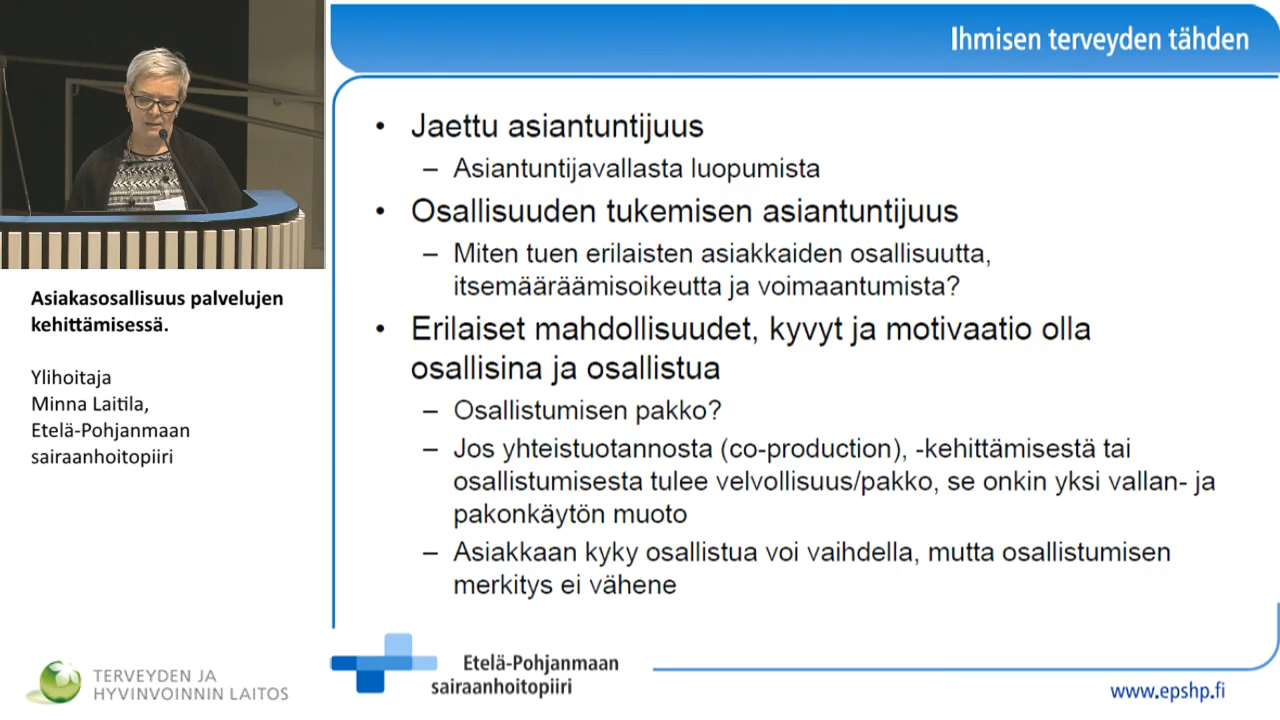 Ihmisen terveyden tähden
• Jaettu asiantuntijuus
– Asiantuntijavallasta luopumista
• Osallisuuden tukemisen asiantuntijuus
– Miten tuen erilaisten asiakkaiden osallisuutta,
itsemääräämisoikeutta ja voimaantumista?
• Erilaiset mahdollisuudet, kyvyt ja motivaatio olla
osallisina ja osallistua
– Osallistumisen pakko?
– Jos yhteistuotannosta (co-production), -kehittämisestä tai
osallistumisesta tulee velvollisuus/pakko, se onkin yksi vallan- ja
pakonkäytön muoto
– Asiakkaan kyky osallistua voi vaihdella, mutta osallistumisen
merkitys ei vähene
Asiakasosallisuus palvelujen
kehittämisessä.
Ylihoitaja
Minna Laitila,
Etelä-Pohjanmaan
sairaanhoitopiiri
TERVEYDEN JA
HYVINVOINNIN LAITOS
Etelä-Pohjanmaan
sairaanhoitopiiri
www.epshp.fi